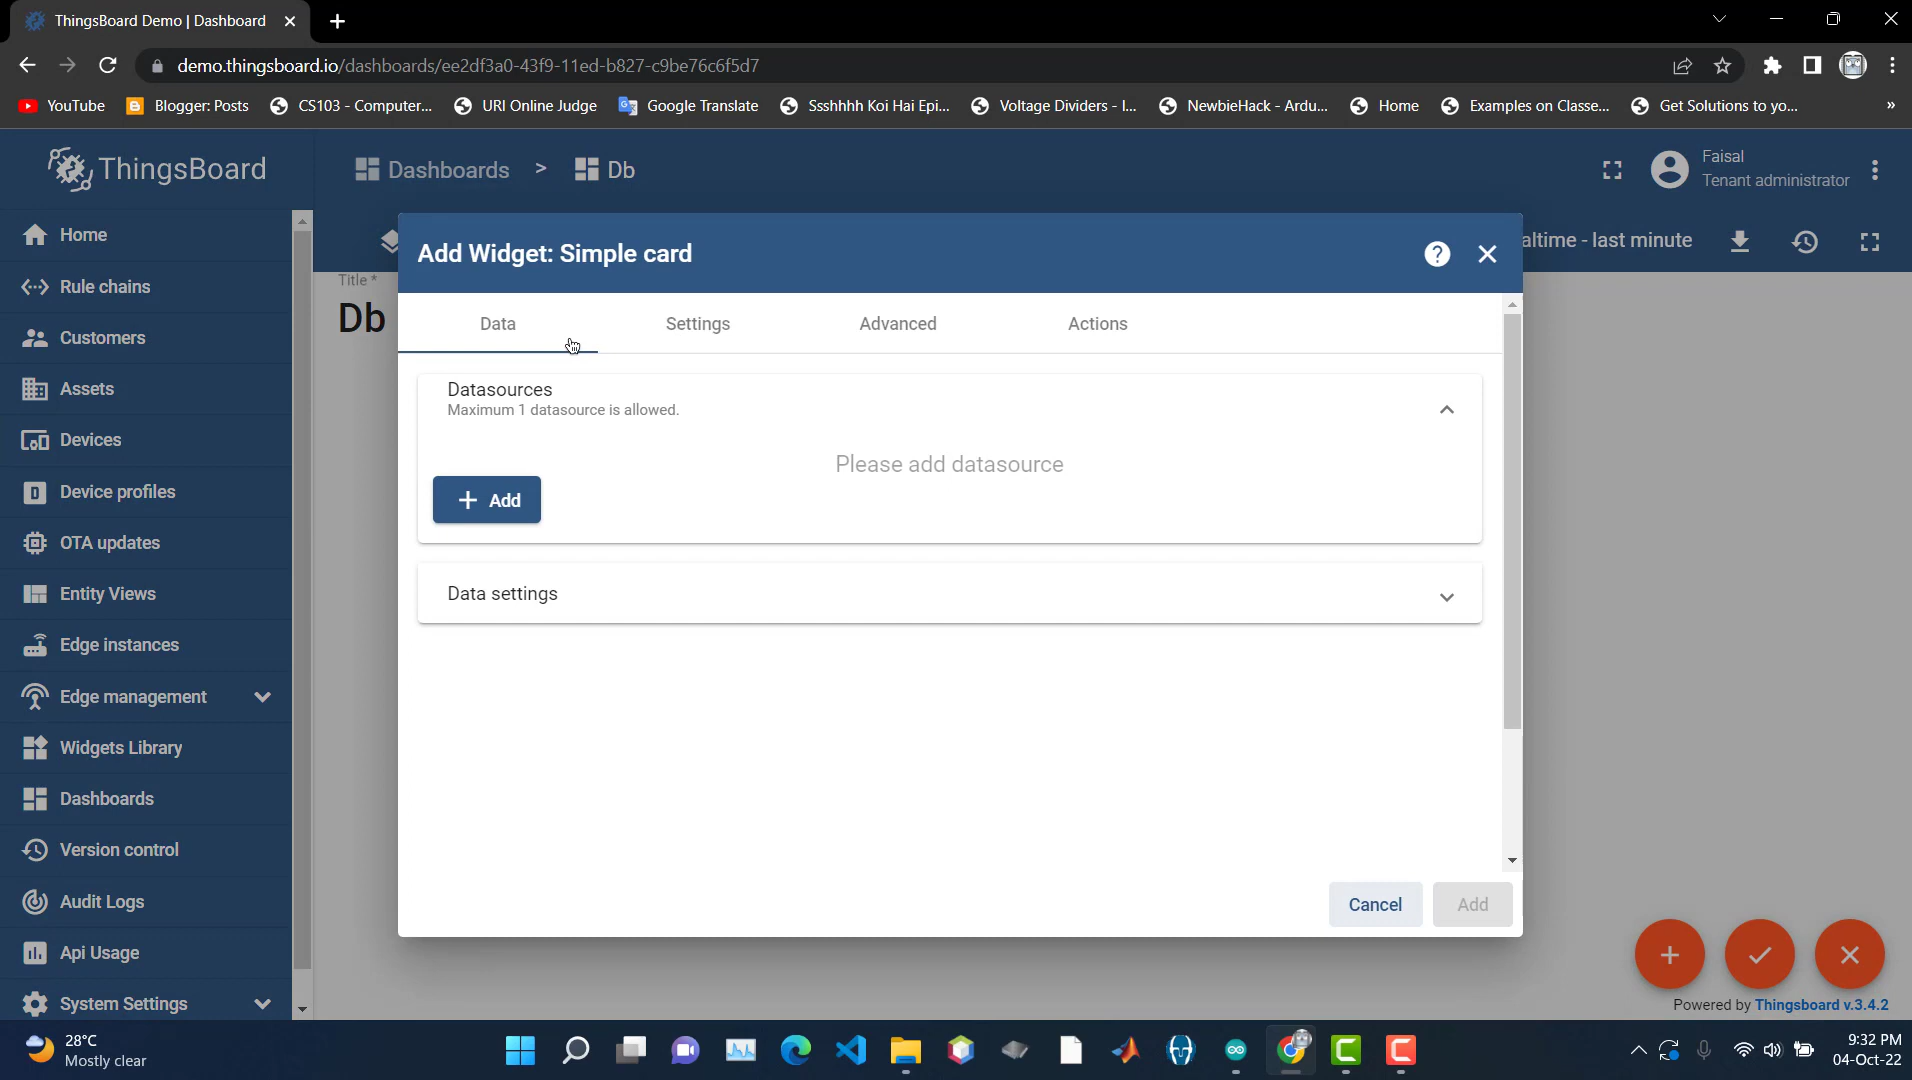 ThingsBoard Demo | Dashboard
demo.thingsboard.io/dashboards/ee2df3a0-43f9-11ed-b827-c9be76c6f5d7
YouTube
Blogger: Posts
CS103 - Computer...
URI Online Judge
Google Translate
Ssshhhh Koi Hai Epi...
Voltage Dividers - I...
NewbieHack - Ardu...
Home
Examples on Classe...
Get Solutions to yo...
»
ThingsBoard
Dashboards > Db
Faisal
Tenant administrator
Home
Rule chains
Customers
Assets
Devices
Device profiles
OTA updates
Entity Views
Edge instances
Edge management
Widgets Library
Dashboards
Version control
Audit Logs
Api Usage
System Settings
altime - last minute
Title *
Db
Add Widget: Simple card
Data
Settings
Advanced
Actions
Datasources
Maximum 1 datasource is allowed.
Please add datasource
+ Add
Data settings
Cancel
Add
Powered by Thingsboard v.3.4.2
28°C
Mostly clear
9:32 PM
04-Oct-22